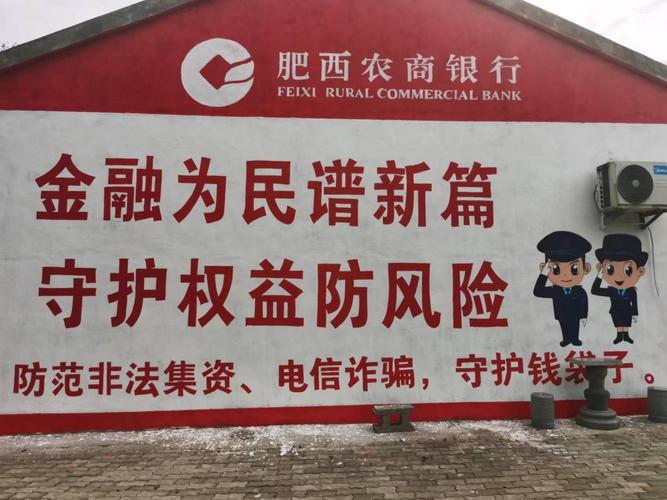 肥西农商银行
FEIXI RURAL COMMERCIAL BANK
金融为民谱新篇
守护权益防风险
防范非法集资、电信诈骗，守护钱袋子。